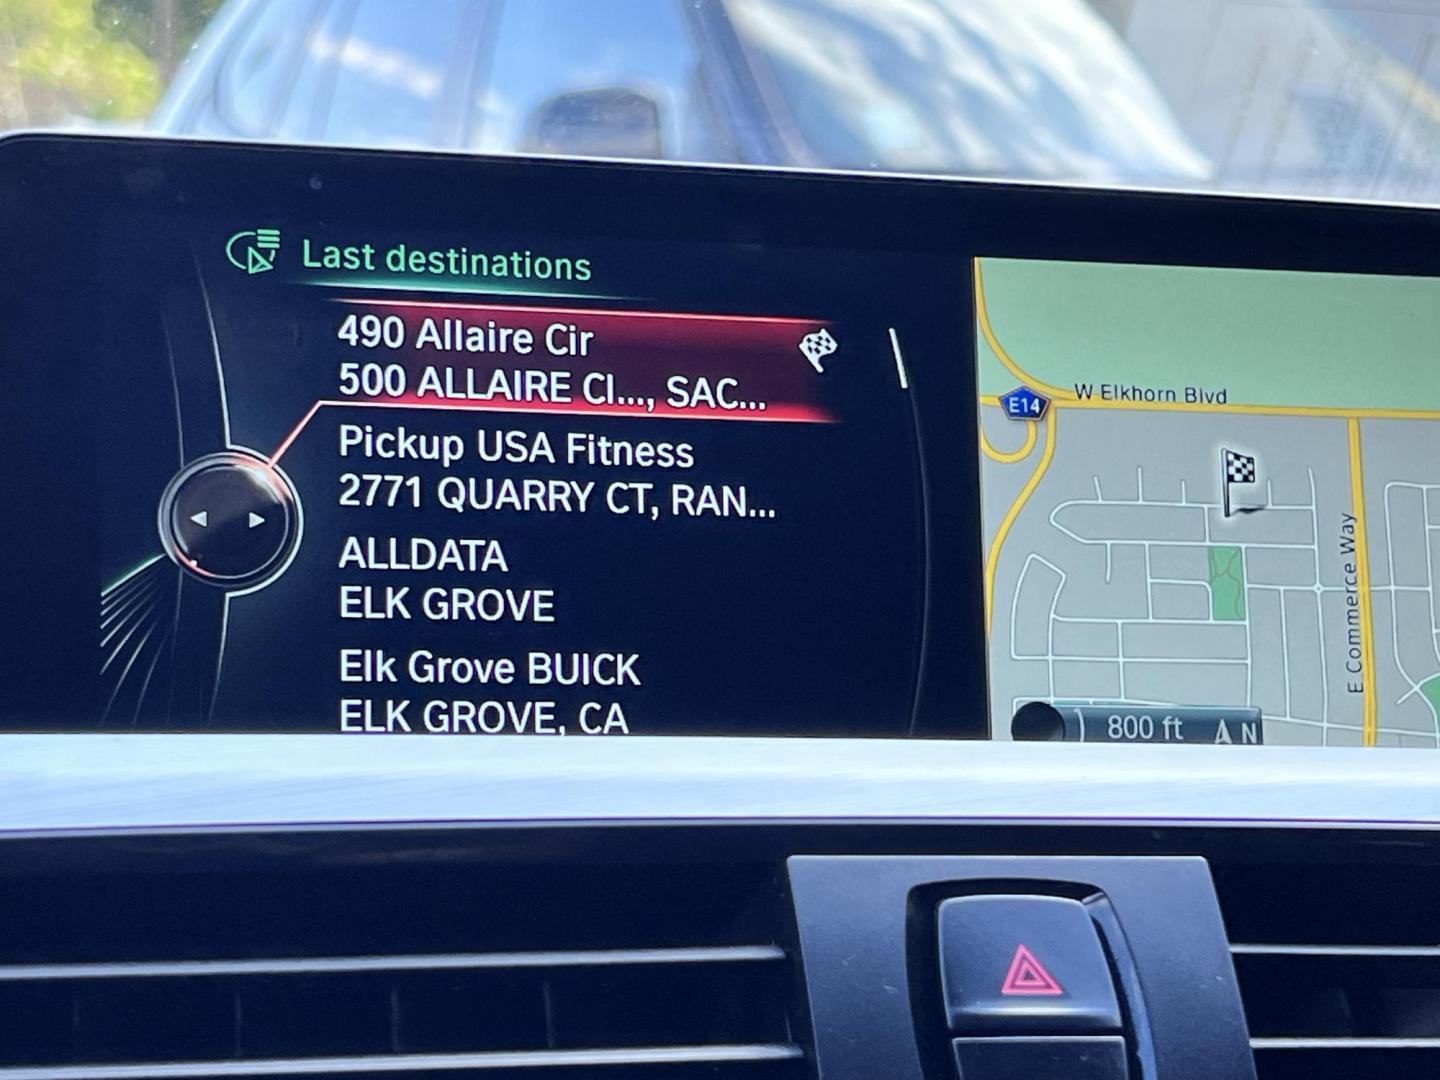 Last destinations
490 Allaire Cir
500 ALLAIRE CI..., SAC...
Pickup USA Fitness
2771 QUARRY CT, RAN...
ALLDATA
ELK GROVE
Elk Grove BUICK
ELK GROVE, CA
W Elkhorn Blvd
E14
E Commerce Way
800 ft
N